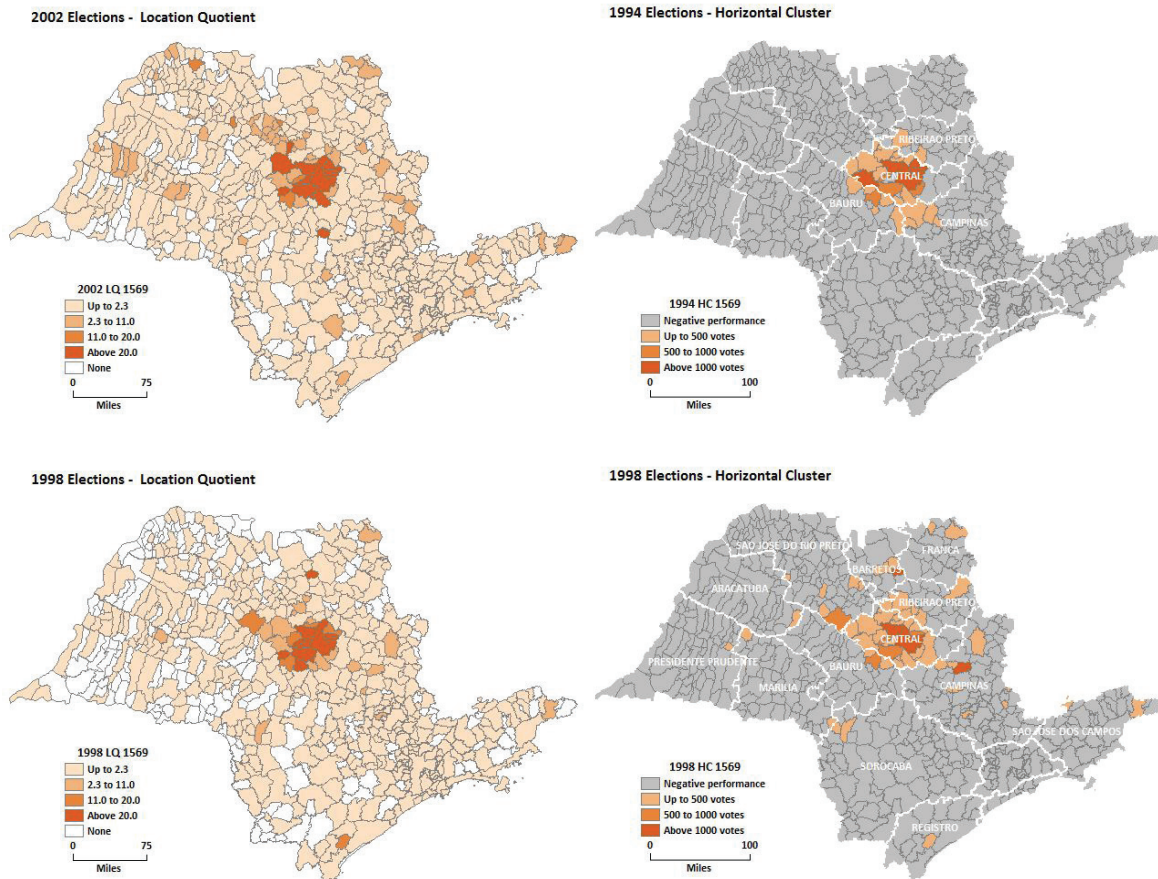 2002 Elections - Location Quotient
2002 LQ 1569
Up to 2.3
2.3 to 11.0
11.0 to 20.0
Above 20.0
None
0 75
Miles
1994 Elections - Horizontal Cluster
RIBEIRAO PRETO
CENTRAL
BAURU
CAMPINAS
1994 HC 1569
Negative performance
Up to 500 votes
500 to 1000 votes
Above 1000 votes
0 100
Miles
1998 Elections - Location Quotient
1998 LQ 1569
Up to 2.3
2.3 to 11.0
11.0 to 20.0
Above 20.0
None
0 75
Miles
1998 Elections - Horizontal Cluster
SAO JOSE DO RIO PRETO
FRANCA
BARRETOS
ARACATUBA
RIBEIRAO PRETO
CENTRAL
PRESIDENTE PRUDENTE
BAURU
MARILIA
CAMPINAS
SAO JOSE DOS CAMPOS
SOROCABA
REGISTRO
1998 HC 1569
Negative performance
Up to 500 votes
500 to 1000 votes
Above 1000 votes
0 100
Miles